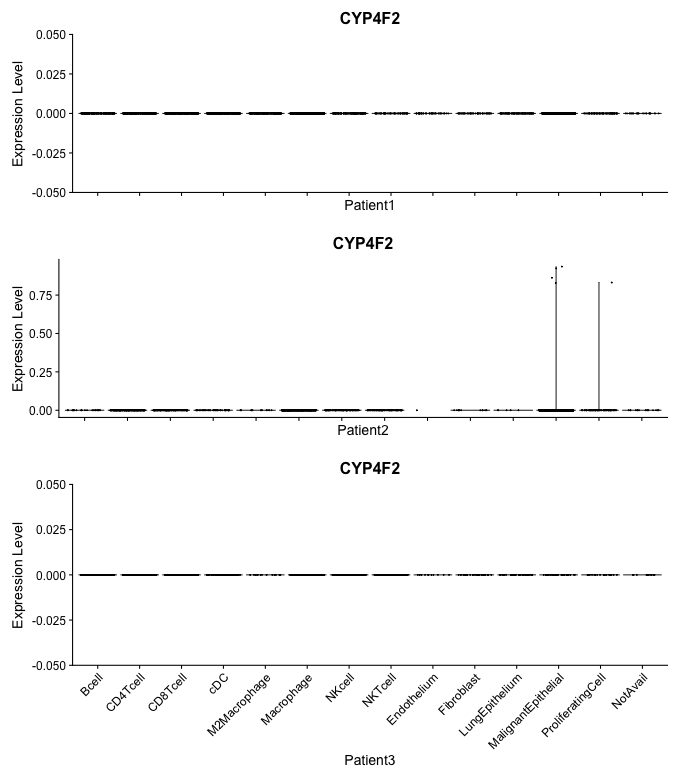 CYP4F2
Expression Level
0.050
0.025
0.000
-0.025
-0.050
Patient1
CYP4F2
Expression Level
0.75
0.50
0.25
0.00
Patient2
CYP4F2
Expression Level
0.050
0.025
0.000
-0.025
-0.050
Bcell
CD4Tcell
CD8Tcell
cDC
M2Macrophage
Macrophage
NKcell
NKTcell
Endothelium
Fibroblast
LungEpithelium
MalignantEpithelial
ProliferatingCell
NotAvail
Patient3